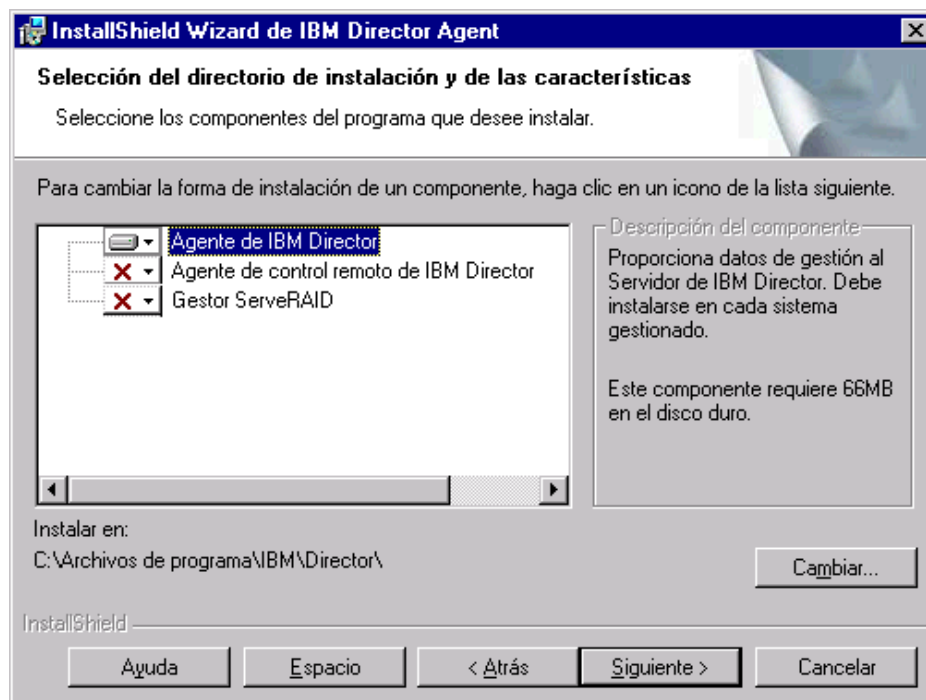 InstallShield Wizard de IBM Director Agent
Selección del directorio de instalación y de las características
Seleccione los componentes del programa que desee instalar.
Para cambiar la forma de instalación de un componente, haga clic en un icono de la lista siguiente.
Agente de IBM Director
Agente de control remoto de IBM Director
Gestor ServeRAID
Descripción del componente
Proporciona datos de gestión al
Servidor de IBM Director. Debe
instalarse en cada sistema
gestionado.
Este componente requiere 66MB
en el disco duro.
Instalar en:
C:\Archivos de programa\IBM\Director\
Cambiar...
InstallShield
Ayuda
Espacio
< Atrás
Siguiente >
Cancelar